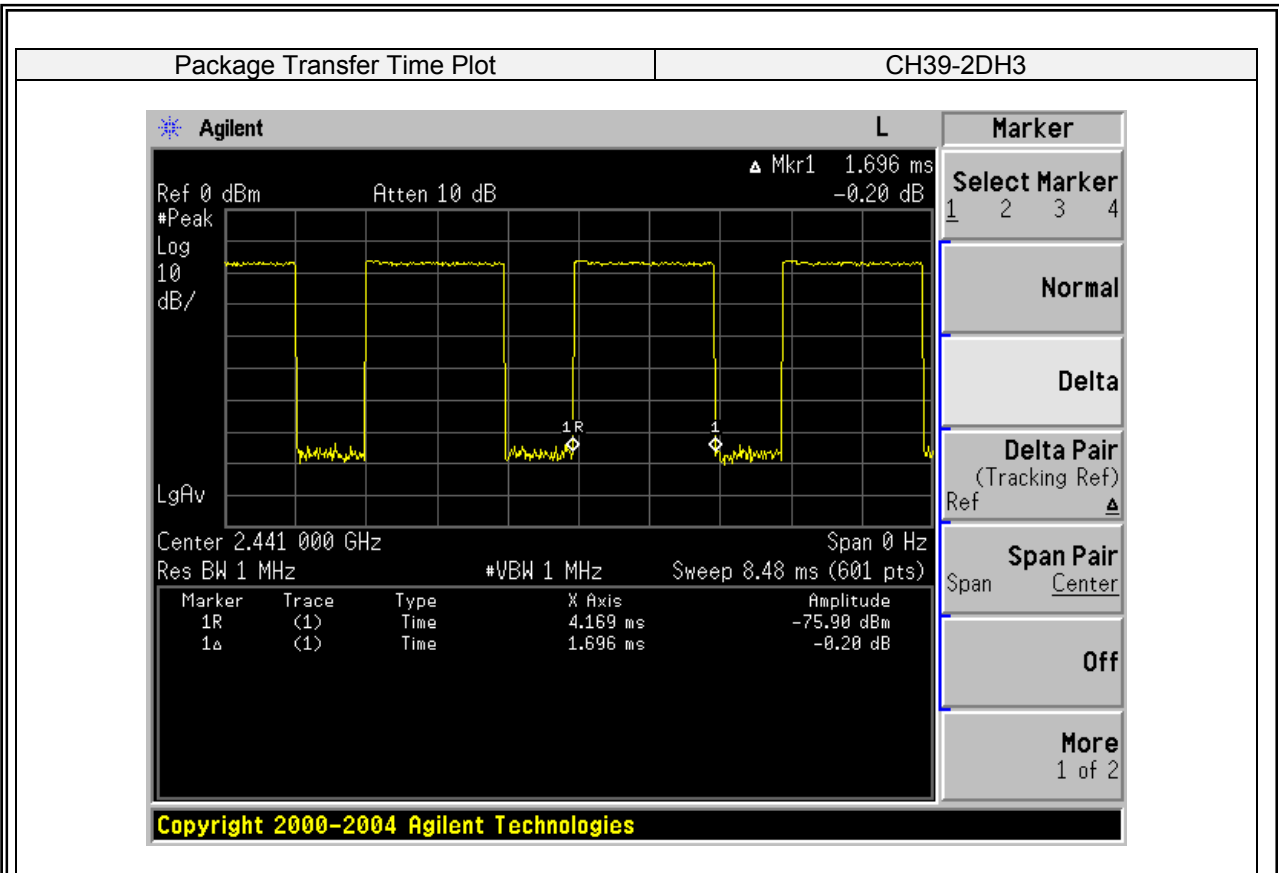 Package Transfer Time Plot CH39-2DH3
Agilent L Marker
Δ Mkr1 1.696 ms
Ref 0 dBm Atten 10 dB -0.20 dB
Select Marker
1 2 3 4
#Peak
Log
10
dB/
Normal
Delta
1R 1
Delta Pair
(Tracking Ref)
Ref Δ
LgAv
Center 2.441 000 GHz Span 0 Hz
Res BW 1 MHz #VBW 1 MHz Sweep 8.48 ms (601 pts)
Span Pair
Span Center
Marker Trace Type X Axis Amplitude
1R (1) Time 4.169 ms -75.90 dBm
1Δ (1) Time 1.696 ms -0.20 dB
Off
More
1 of 2
Copyright 2000-2004 Agilent Technologies